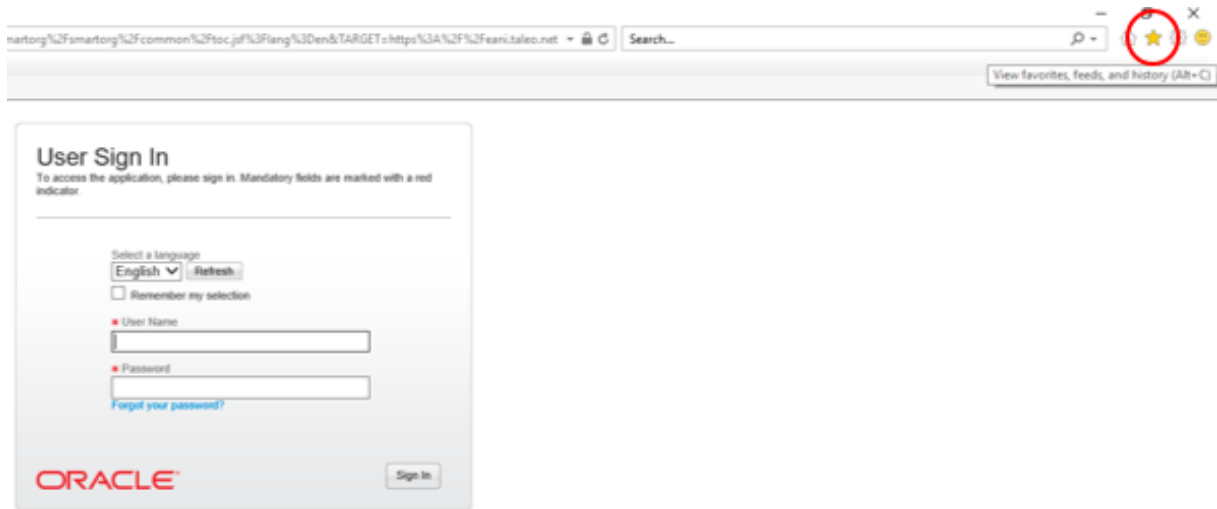 martorg%2Fsmartorg%2Fcommon%2Ftoc.jsf%3Flang%3Den&TARGET=https%3A%2F%2Feani.taleo.net
Search...
View favorites, feeds, and history (Alt+C)
User Sign In
To access the application, please sign in. Mandatory fields are marked with a red
indicator.
Select a language
English
Refresh
Remember my selection
User Name
Password
Forgot your password?
ORACLE
Sign In